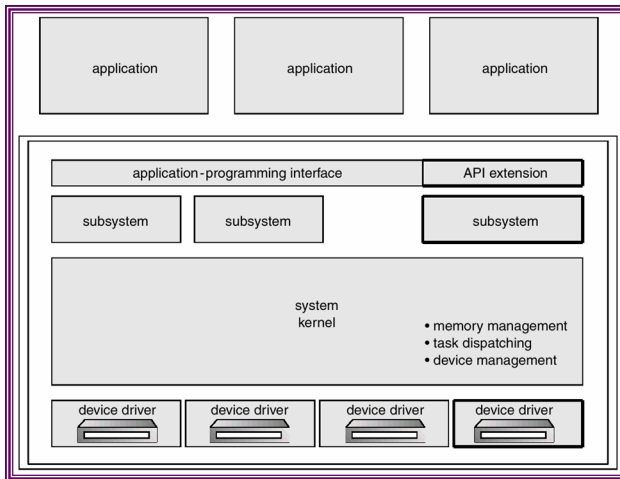 application
application
application
application-programming interface
API extension
subsystem
subsystem
subsystem
system
kernel
• memory management
• task dispatching
• device management
device driver
device driver
device driver
device driver